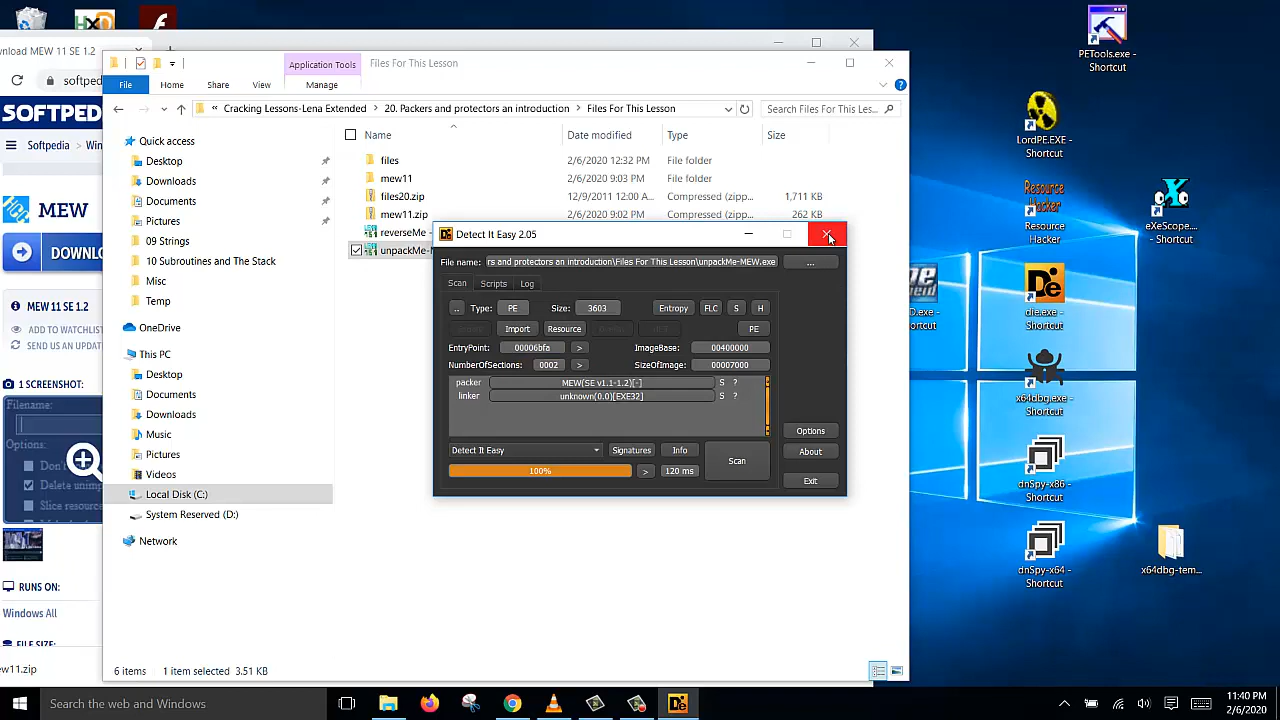 PETools.exe -
Shortcut
wnload MEW 11 SE 1.2
softped
SOFTPED
Softpedia
Win
MEW
DOWNLO
MEW 11 SE 1.2
ADD TO WATCHLIS
SEND US AN UPDAT
1 SCREENSHOT:
Filename:
Options:
Don'
Delete unimp
Slice resource
RUNS ON:
Windows All
FILE SIZE:
ew11.zip
Application Tools
Files For This Lesson
File
Home
Share
View
Manage
« Cracking Lessons-Lena Extended > 20. Packers and protectors an introduction > Files For This Lesson
Search Files For This Les...
Name
Date modified
Type
Size
Quick access
Desktop
Downloads
Documents
Pictures
09 Strings
10 Subroutines and The Stack
Misc
Temp
OneDrive
This PC
Desktop
Documents
Downloads
Music
Pictures
Videos
Local Disk (C:)
System Reserved (D:)
Network
files 2/6/2020 12:32 PM File folder
mew11 2/6/2020 9:03 PM File folder
files20.zip 12/9/2011 12:00 A... Compressed (zipp... 1,711 KB
mew11.zip 2/6/2020 9:02 PM Compressed (zipp... 262 KB
reverseMe -
unpackMe-M
Detect It Easy 2.05
File name: rs and protectors an introduction\Files For This Lesson\unpackMe-MEW.exe ...
Scan Scripts Log
.. Type: PE Size: 3603 Entropy FLC S H
Import Resource PE
EntryPoint: 00006bfa > ImageBase: 00400000
NumberOfSections: 0002 > SizeOfImage: 00007000
packer MEW(SE v1.1-1.2)[-] S ?
linker unknown(0.0)[EXE32] S ?
Options
Detect It Easy Signatures Info Scan About
100% > 120 ms Exit
6 items 1 item selected 3.51 KB
LordPE.EXE -
Shortcut
Resource
Hacker
Resource
Hacker
eXeScope....
- Shortcut
D.exe -
ortcut
die.exe -
Shortcut
x64dbg.exe -
Shortcut
dnSpy-x86 -
Shortcut
dnSpy-x64 -
Shortcut
x64dbg-tem...
Search the web and Windows
11:40 PM
2/6/2020